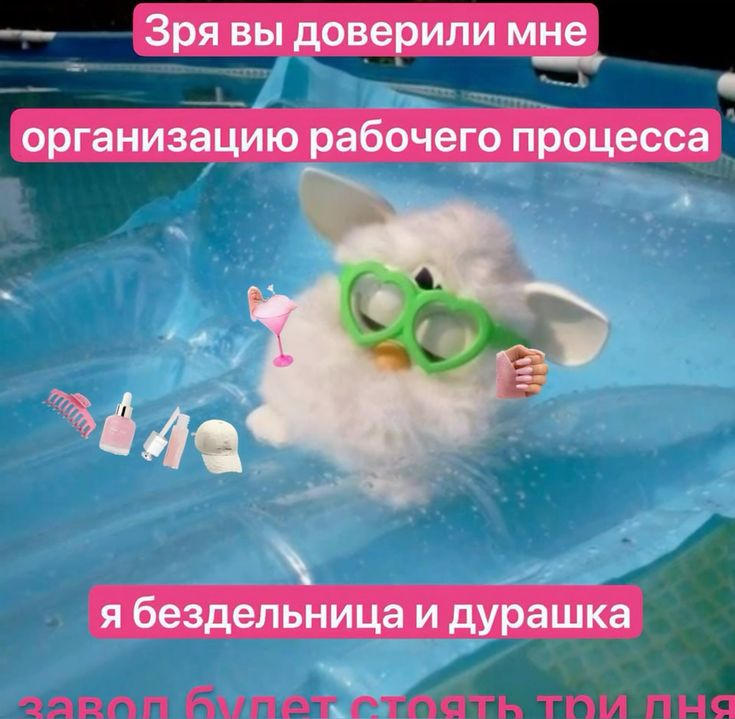 Зря вы доверили мне
организацию рабочего процесса
я бездельница и дурашка
завод будет стоять три дня